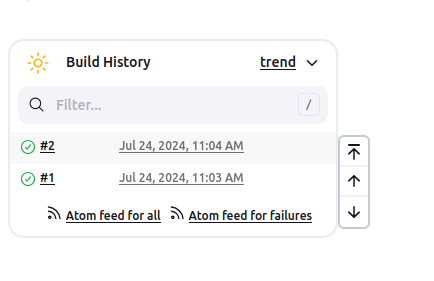 Build History trend
Filter... /
#2 Jul 24, 2024, 11:04 AM
#1 Jul 24, 2024, 11:03 AM
Atom feed for all Atom feed for failures